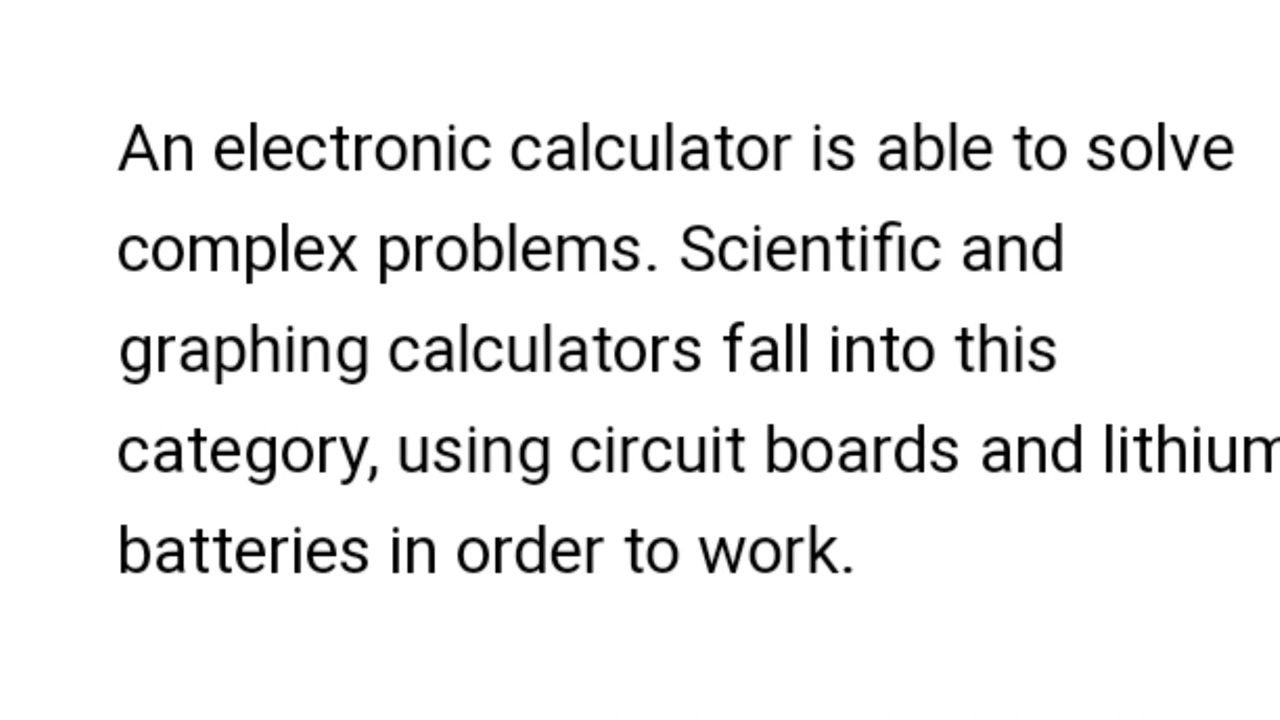 An electronic calculator is able to solve
complex problems. Scientific and
graphing calculators fall into this
category, using circuit boards and lithium
batteries in order to work.